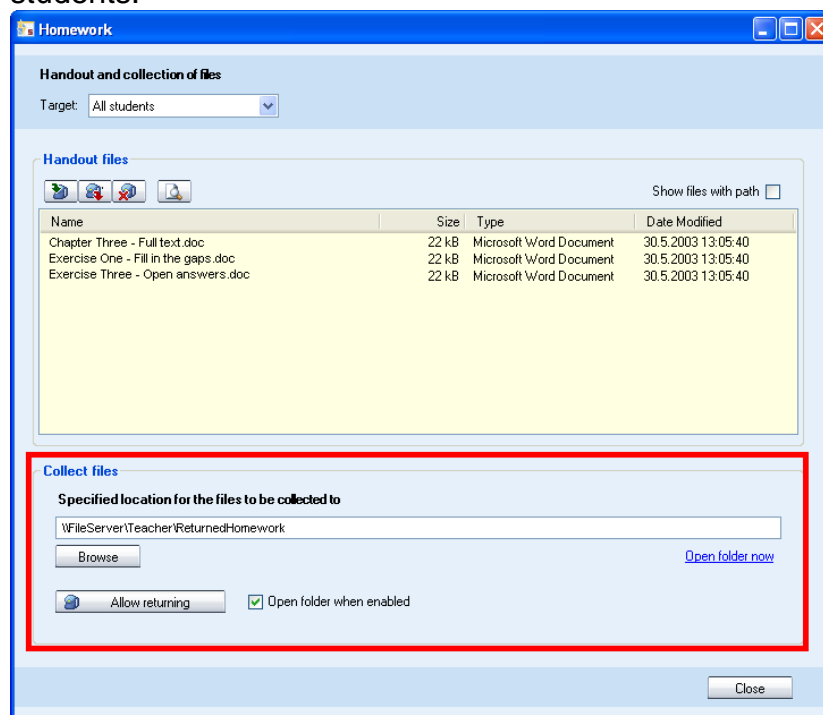 students.
Homework
Handout and collection of files
Target: All students
Handout files
Show files with path
Name Size Type Date Modified
Chapter Three - Full text.doc 22 kB Microsoft Word Document 30.5.2003 13:05:40
Exercise One - Fill in the gaps.doc 22 kB Microsoft Word Document 30.5.2003 13:05:40
Exercise Three - Open answers.doc 22 kB Microsoft Word Document 30.5.2003 13:05:40
Collect files
Specified location for the files to be collected to
\\FileServer\Teacher\ReturnedHomework
Browse Open folder now
Allow returning Open folder when enabled
Close